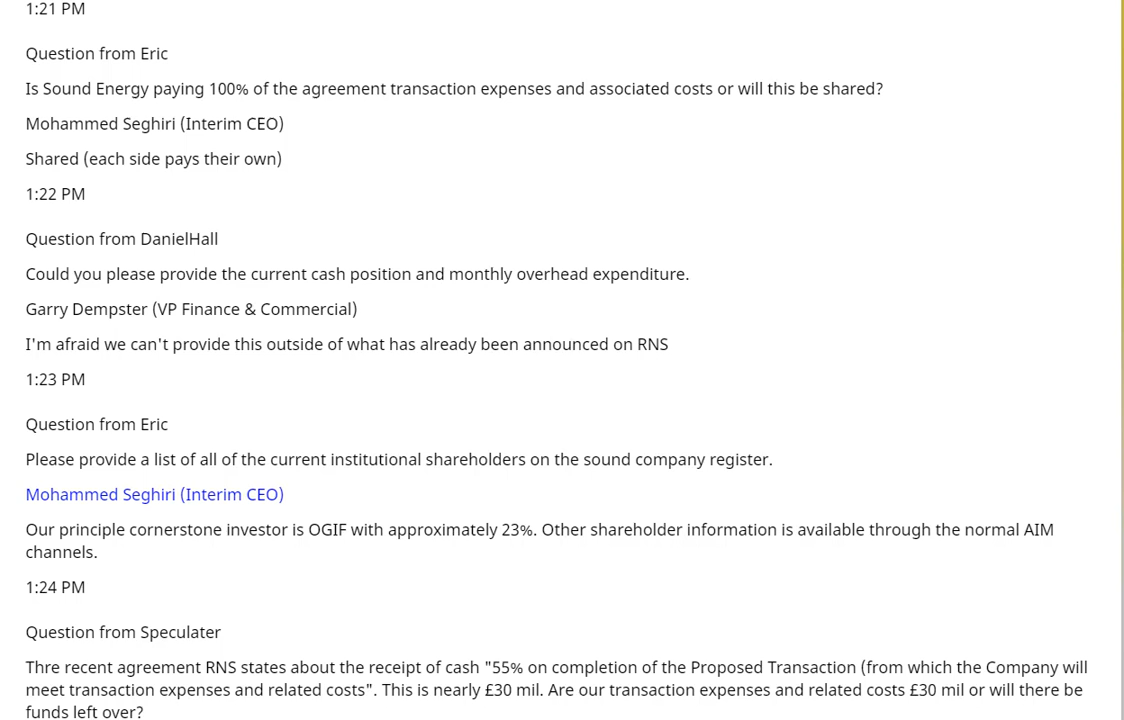 1:21 PM
Question from Eric
Is Sound Energy paying 100% of the agreement transaction expenses and associated costs or will this be shared?
Mohammed Seghiri (Interim CEO)
Shared (each side pays their own)
1:22 PM
Question from DanielHall
Could you please provide the current cash position and monthly overhead expenditure.
Garry Dempster (VP Finance & Commercial)
I'm afraid we can't provide this outside of what has already been announced on RNS
1:23 PM
Question from Eric
Please provide a list of all of the current institutional shareholders on the sound company register.
Mohammed Seghiri (Interim CEO)
Our principle cornerstone investor is OGIF with approximately 23%. Other shareholder information is available through the normal AIM
channels.
1:24 PM
Question from Speculater
Thre recent agreement RNS states about the receipt of cash "55% on completion of the Proposed Transaction (from which the Company will
meet transaction expenses and related costs". This is nearly £30 mil. Are our transaction expenses and related costs £30 mil or will there be
funds left over?